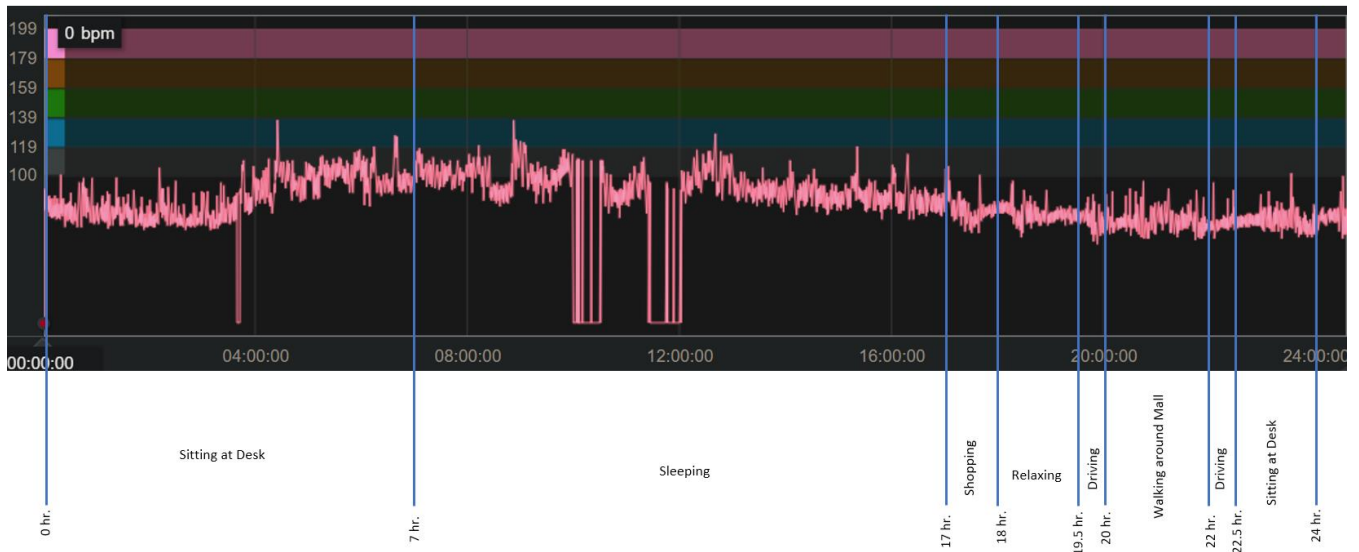 199
0 bpm
179
159
139
119
100
00:00:00
04:00:00
08:00:00
12:00:00
16:00:00
20:00:00
24:00:00
Sitting at Desk
Sleeping
Shopping
Relaxing
Driving
Walking around Mall
Driving
Sitting at Desk
0 hr.
7 hr.
17 hr.
18 hr.
19.5 hr.
20 hr.
22 hr.
22.5 hr.
24 hr.